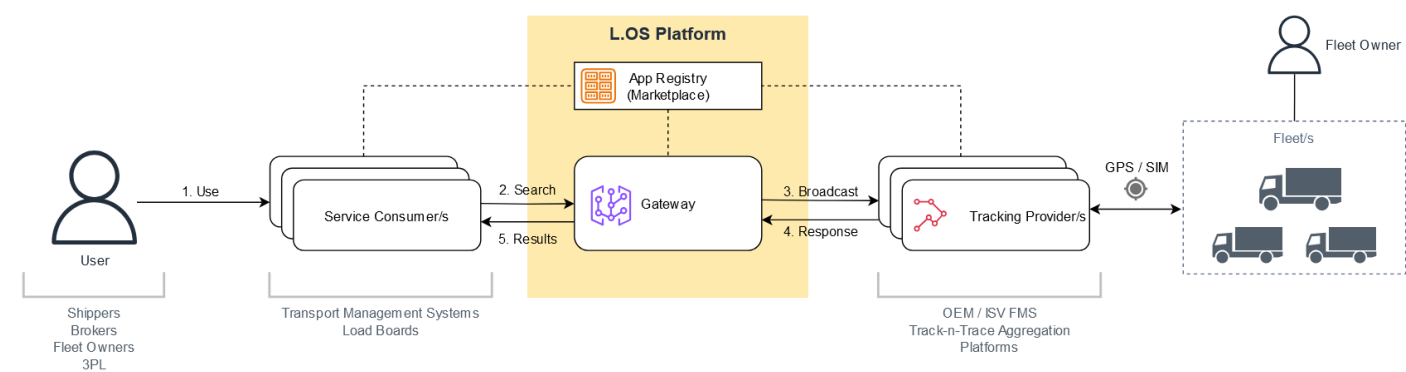 L.OS Platform
Fleet Owner
App Registry
(Marketplace)
Fleet/s
GPS / SIM
1. Use
2. Search
3. Broadcast
Service Consumer/s
Gateway
Tracking Provider/s
5. Results
4. Response
User
Shippers
Brokers
Fleet Owners
3PL
Transport Management Systems
Load Boards
OEM / ISV FMS
Track-n-Trace Aggregation
Platforms